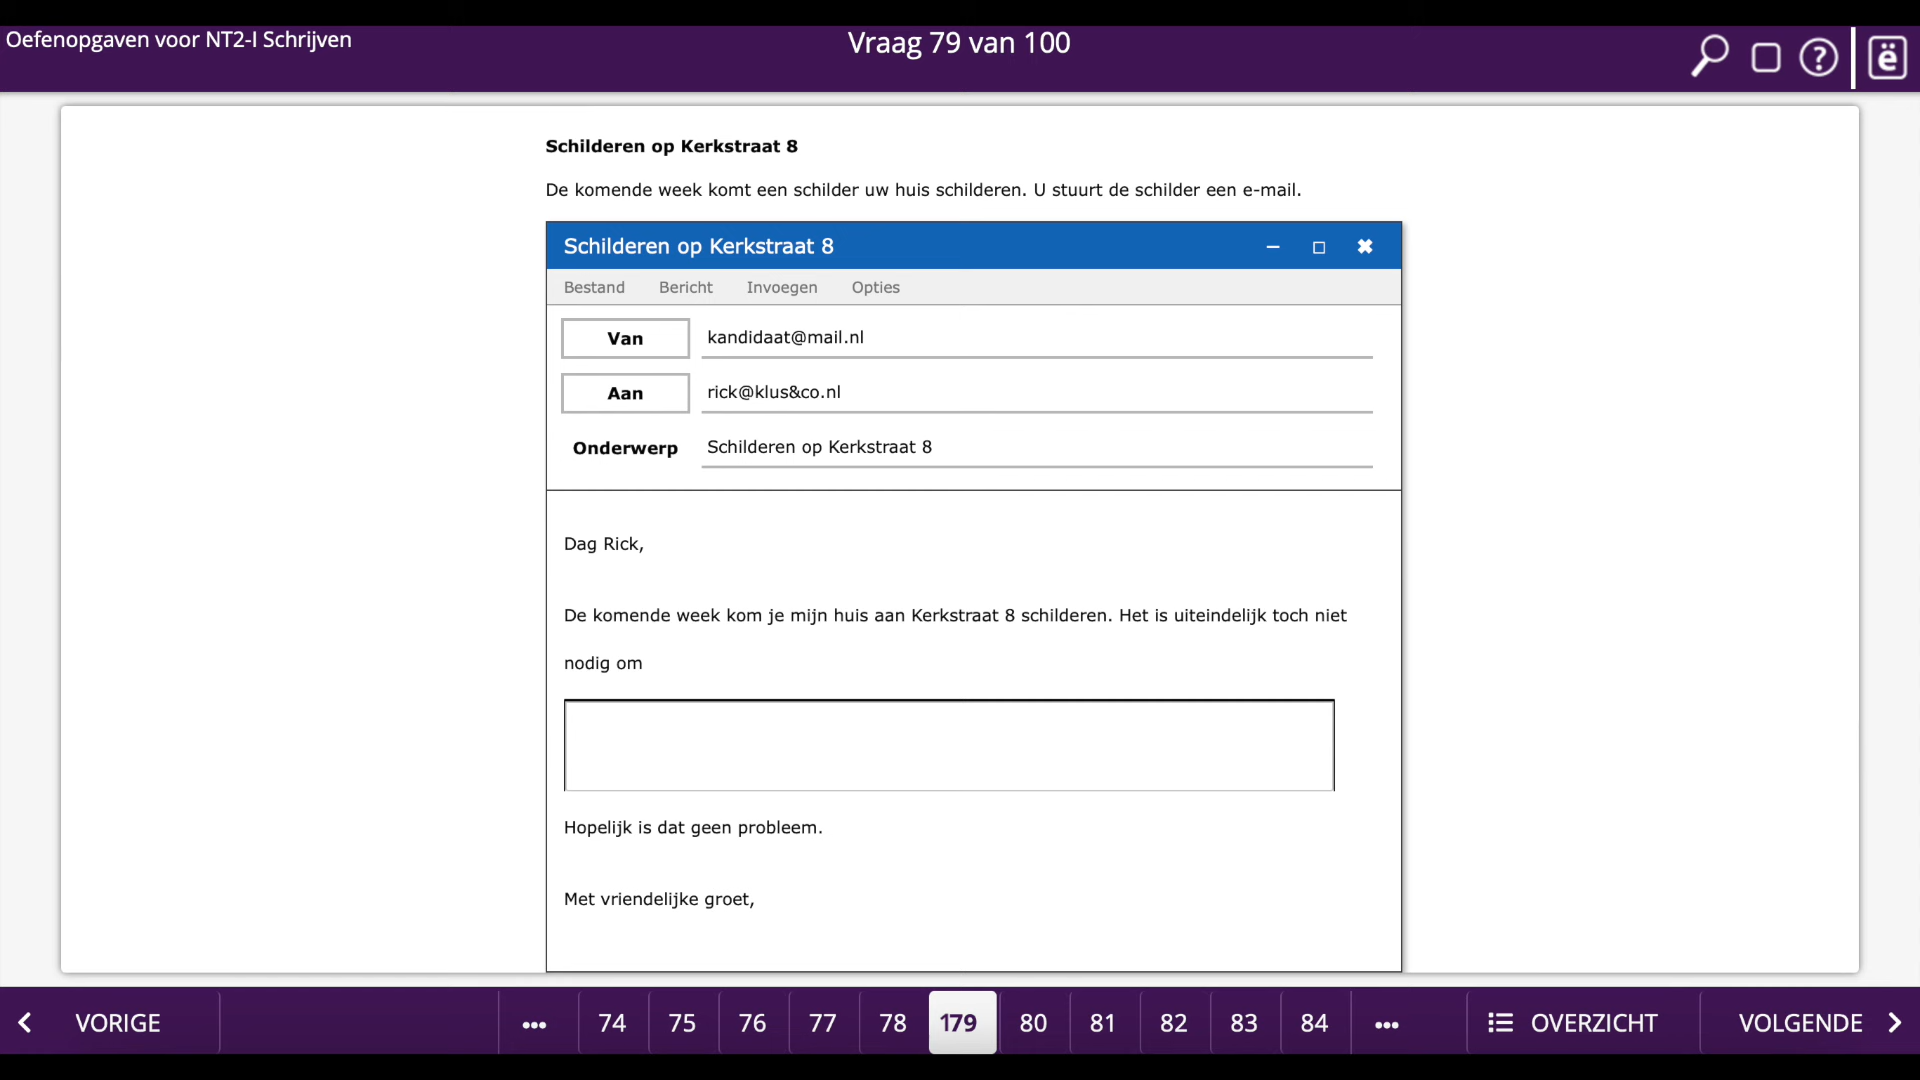 Oefenopgaven voor NT2-I Schrijven
Vraag 79 van 100
Schilderen op Kerkstraat 8
De komende week komt een schilder uw huis schilderen. U stuurt de schilder een e-mail.
Schilderen op Kerkstraat 8
Bestand Bericht Invoegen Opties
Van kandidaat@mail.nl
Aan rick@klus&co.nl
Onderwerp Schilderen op Kerkstraat 8
Dag Rick,
De komende week kom je mijn huis aan Kerkstraat 8 schilderen. Het is uiteindelijk toch niet
nodig om
Hopelijk is dat geen probleem.
Met vriendelijke groet,
VORIGE ••• 74 75 76 77 78 179 80 81 82 83 84 ••• OVERZICHT VOLGENDE